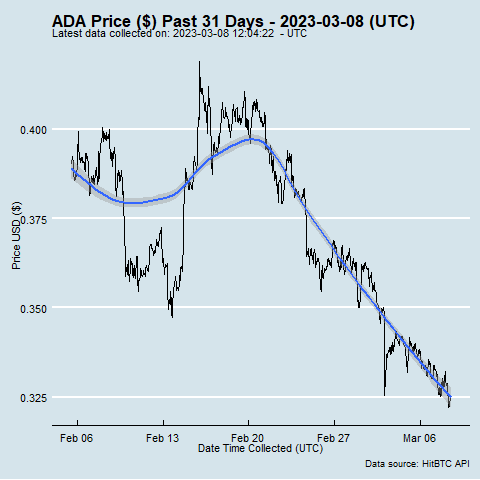 ADA Price ($) Past 31 Days - 2023-03-08 (UTC)
Latest data collected on: 2023-03-08 12:04:22  - UTC
Price USD ($)
0.400
0.375
0.350
0.325
Feb 06 Feb 13 Feb 20 Feb 27 Mar 06
Date Time Collected (UTC)
Data source: HitBTC API